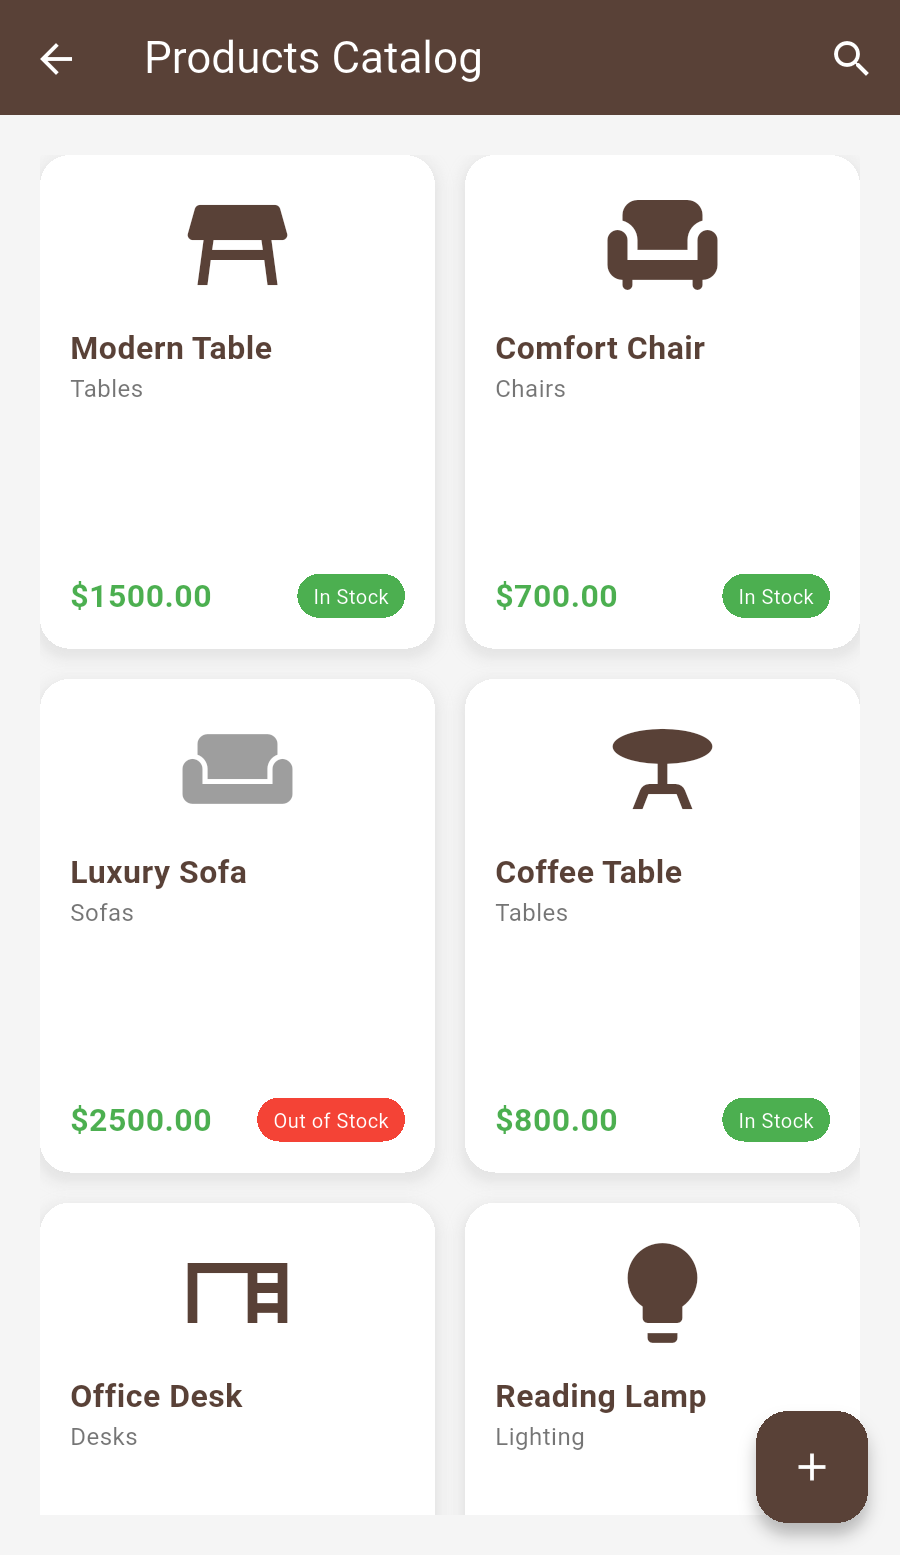 Products Catalog
Modern Table
Tables
$1500.00
In Stock
Comfort Chair
Chairs
$700.00
In Stock
Luxury Sofa
Sofas
$2500.00
Out of Stock
Coffee Table
Tables
$800.00
In Stock
Office Desk
Desks
Reading Lamp
Lighting